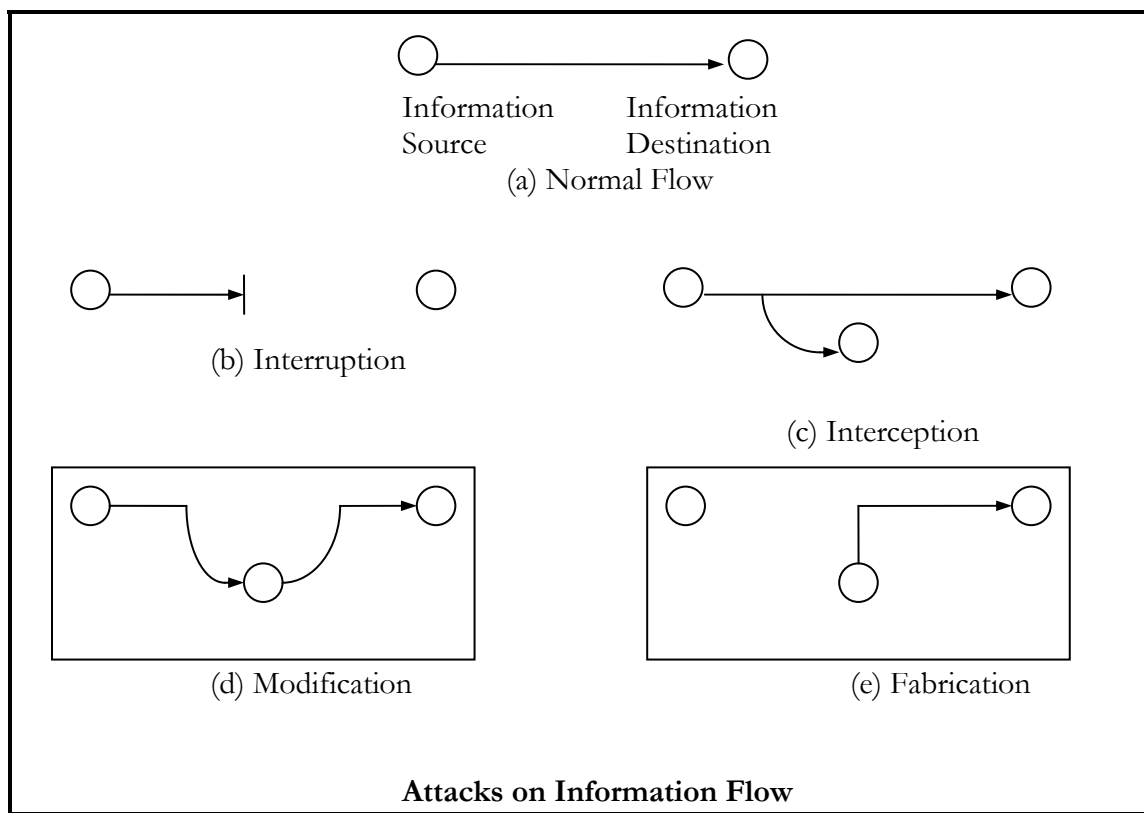 Information Information
Source Destination
(a) Normal Flow
(b) Interruption
(c) Interception
(d) Modification
(e) Fabrication
Attacks on Information Flow